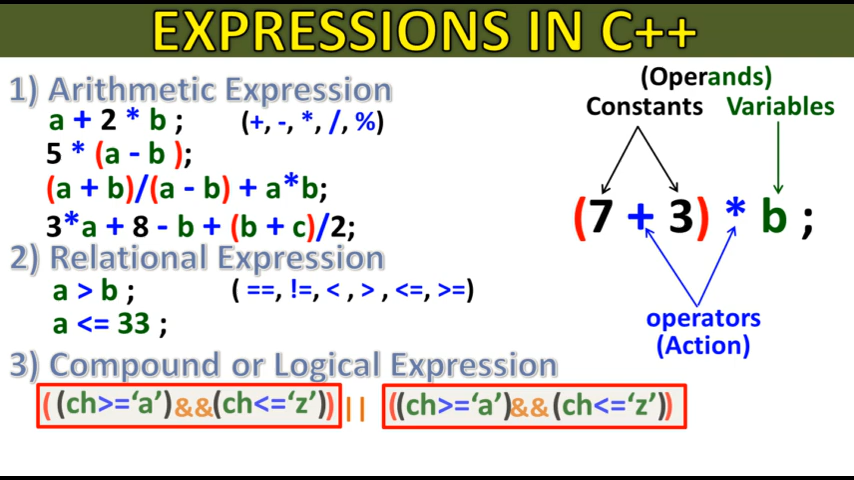 EXPRESSIONS IN C++
1) Arithmetic Expression
a + 2 * b ; (+, -, *, /, %)
5 * (a - b );
(a + b)/(a - b) + a*b;
3*a + 8 - b + (b + c)/2;
2) Relational Expression
a > b ; ( ==, !=, < , > , <=, >=)
a <= 33 ;
3) Compound or Logical Expression
( (ch>=‘a’)&&(ch<=‘z’)) || ((ch>=‘a’)&&(ch<=‘z’))
(Operands)
Constants Variables
(7 + 3) * b ;
operators
(Action)